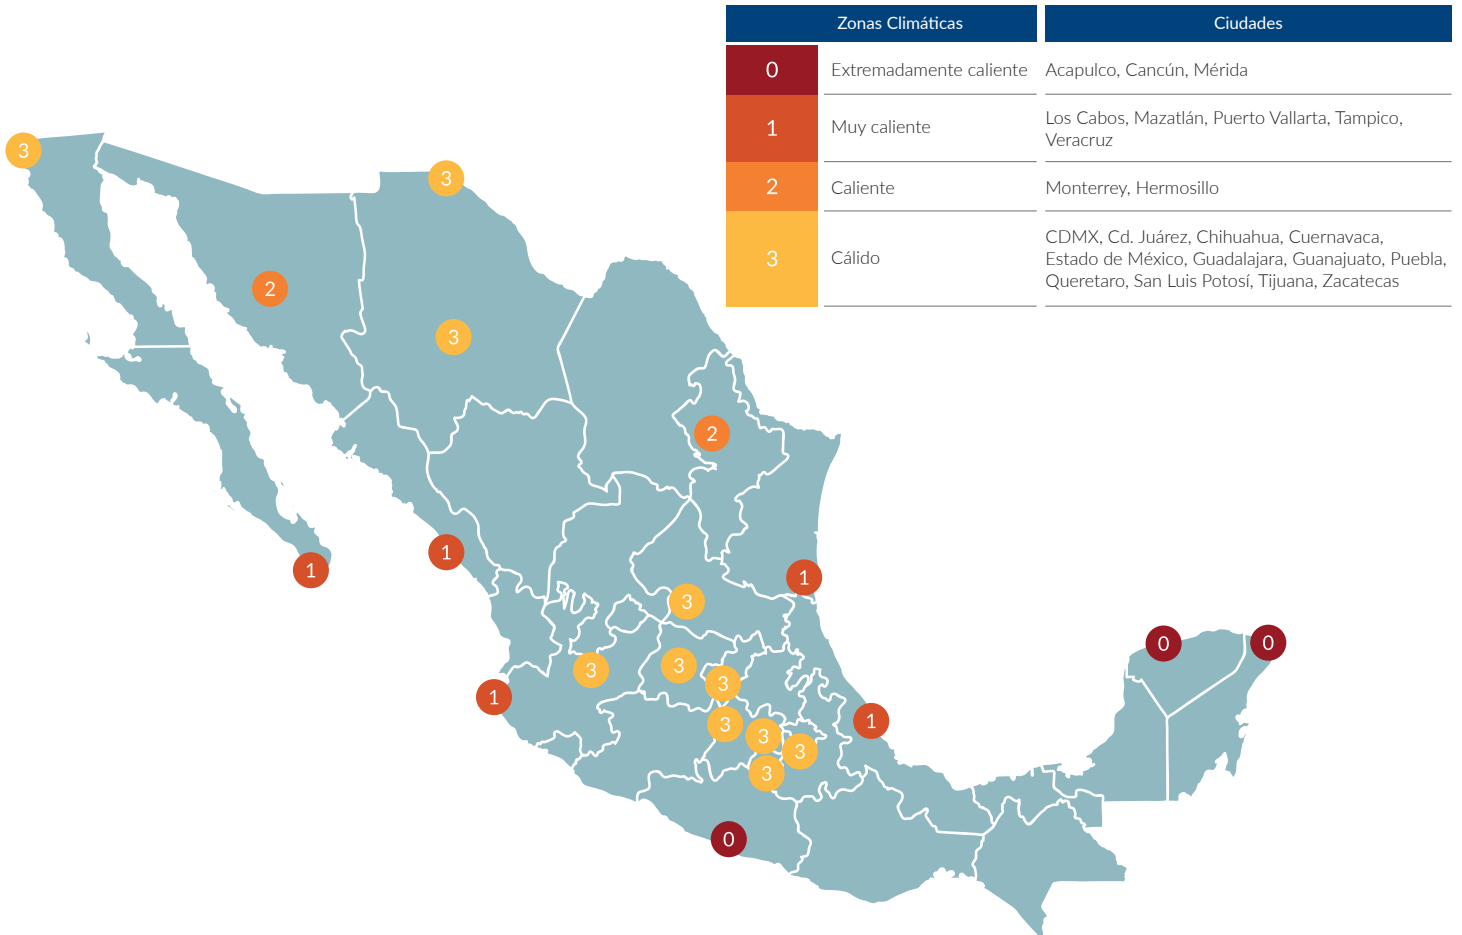 Zonas Climáticas
Ciudades
0
Extremadamente caliente
Acapulco, Cancún, Mérida
1
Muy caliente
Los Cabos, Mazatlán, Puerto Vallarta, Tampico,
Veracruz
2
Caliente
Monterrey, Hermosillo
3
Cálido
CDMX, Cd. Juárez, Chihuahua, Cuernavaca,
Estado de México, Guadalajara, Guanajuato, Puebla,
Queretaro, San Luis Potosí, Tijuana, Zacatecas
3
3
2
3
2
1
1
1
3
0
0
3
3
3
1
1
3
3
3
3
0